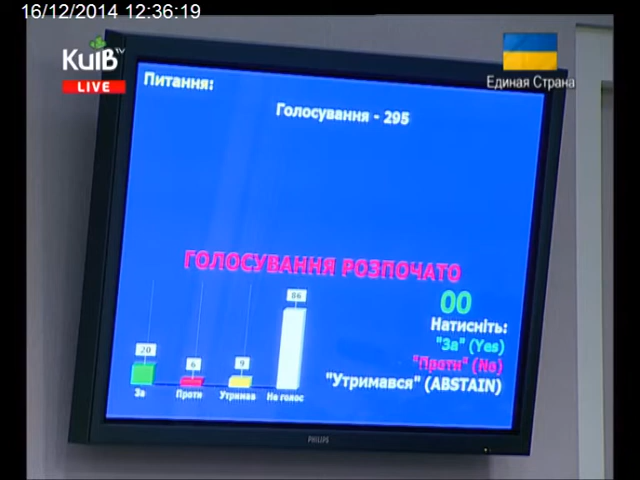 16/12/2014 12:36:19
КиїВ TV
LIVE
Единая Страна
Питання:
Голосування - 295
ГОЛОСУВАННЯ РОЗПОЧАТО
00
Натисніть:
"За" (Yes)
"Проти" (No)
"Утримався" (ABSTAIN)
20
6
9
86
За
Проти
Утримав
Не голос
PHILIPS